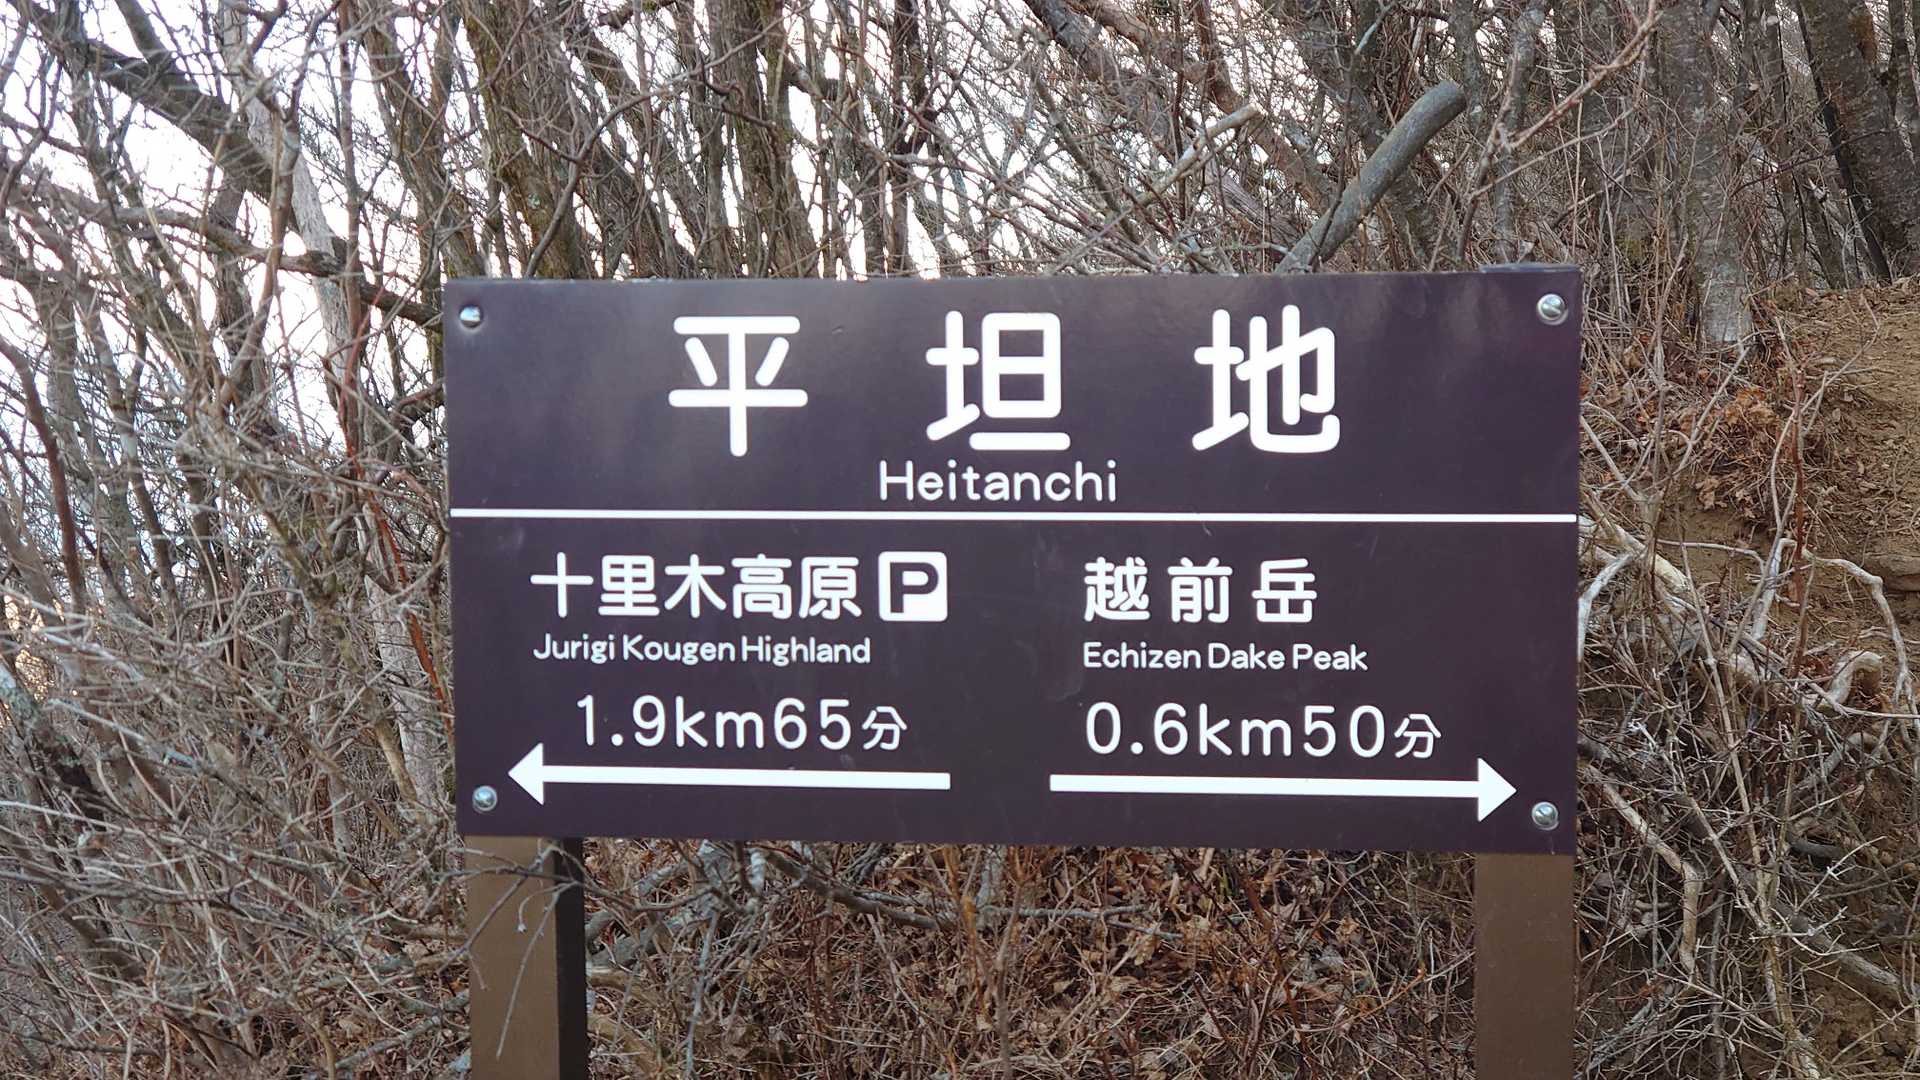 平坦地
Heitanchi
十里木高原 P
Jurigi Kougen Highland
1.9km65分
越前岳
Echizen Dake Peak
0.6km50分